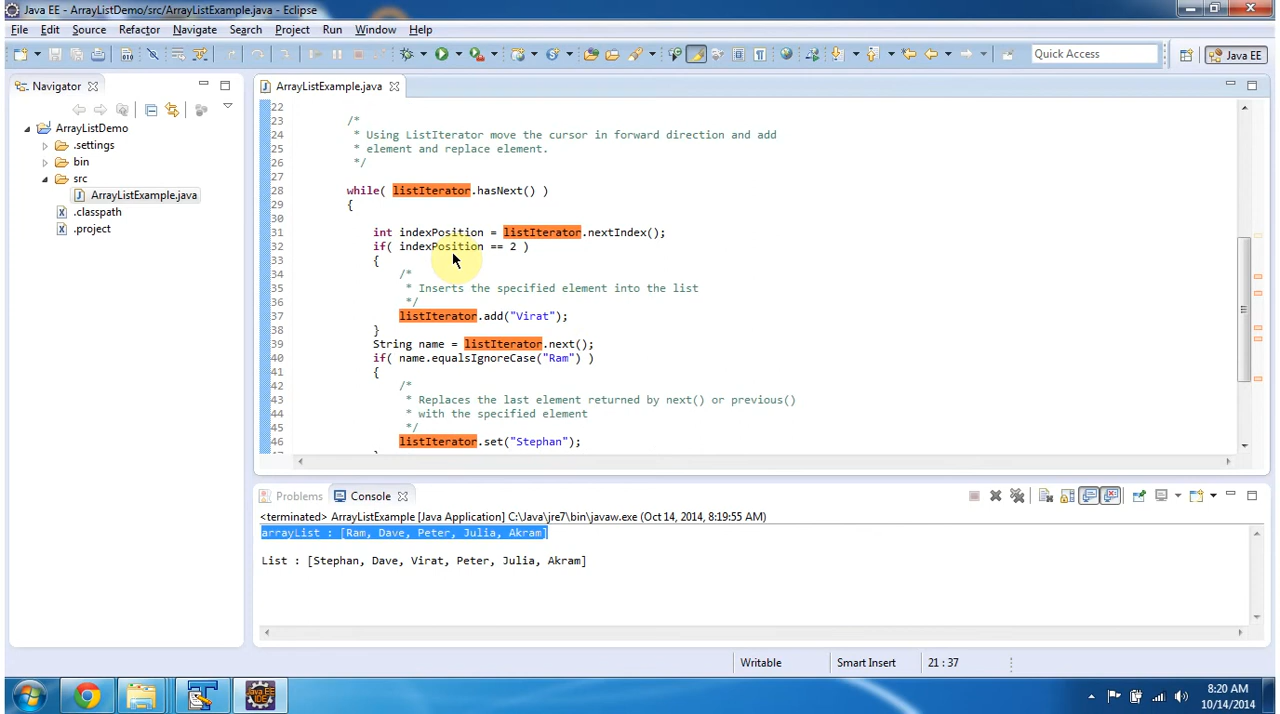 Java EE - ArrayListDemo/src/ArrayListExample.java - Eclipse
File Edit Source Refactor Navigate Search Project Run Window Help
Quick Access
Java EE
Navigator
ArrayListExample.java
ArrayListDemo
.settings
bin
src
ArrayListExample.java
.classpath
.project
22
23 /*
24 * Using ListIterator move the cursor in forward direction and add
25 * element and replace element.
26 */
27
28 while( listIterator.hasNext() )
29 {
30
31 int indexPosition = listIterator.nextIndex();
32 if( indexPosition == 2 )
33 {
34 /*
35 * Inserts the specified element into the list
36 */
37 listIterator.add("Virat");
38 }
39 String name = listIterator.next();
40 if( name.equalsIgnoreCase("Ram") )
41 {
42 /*
43 * Replaces the last element returned by next() or previous()
44 * with the specified element
45 */
46 listIterator.set("Stephan");
Problems Console
<terminated> ArrayListExample [Java Application] C:\Java\jre7\bin\javaw.exe (Oct 14, 2014, 8:19:55 AM)
arrayList : [Ram, Dave, Peter, Julia, Akram]
List : [Stephan, Dave, Virat, Peter, Julia, Akram]
Writable Smart Insert 21 : 37
Java EE
IDE
8:20 AM
10/14/2014